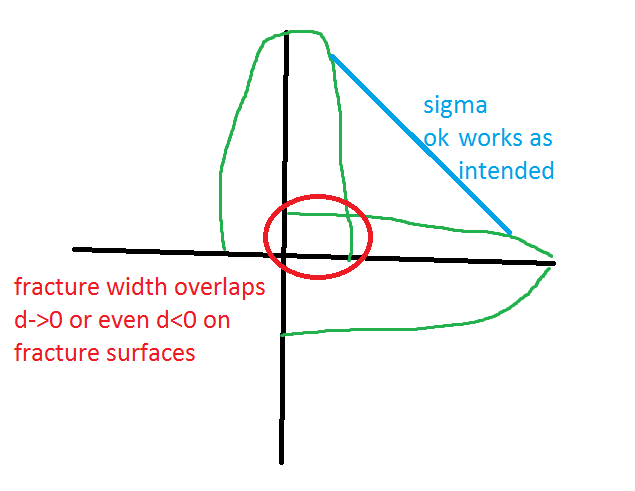 sigma
ok works as
intended
fracture width overlaps
d->0 or even d<0 on
fracture surfaces